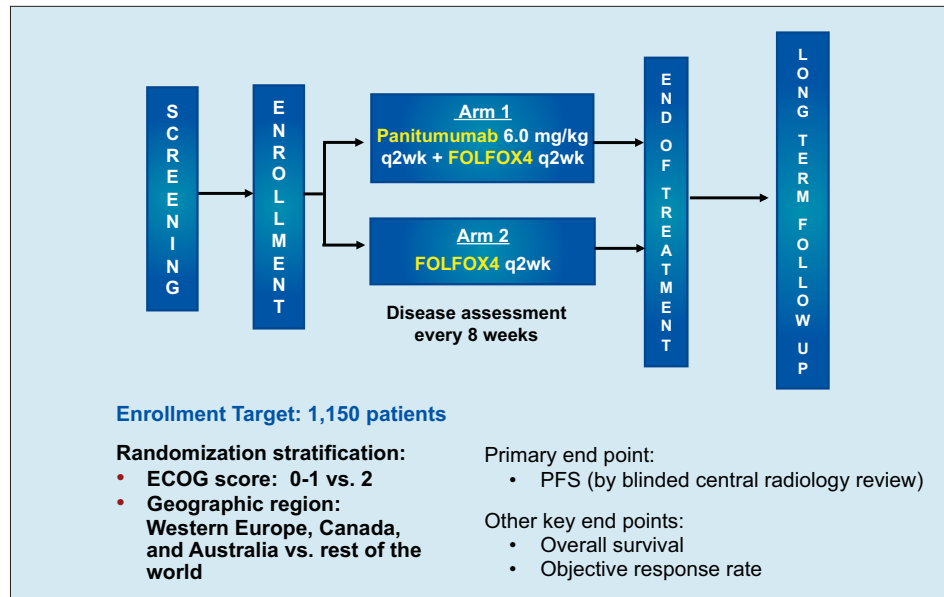 SCREENING
ENROLLMENT
Arm 1
Panitumumab 6.0 mg/kg
q2wk + FOLFOX4 q2wk
Arm 2
FOLFOX4 q2wk
Disease assessment
every 8 weeks
END OF TREATMENT
LONG TERM FOLLOW UP
Enrollment Target: 1,150 patients
Randomization stratification:
• ECOG score: 0-1 vs. 2
• Geographic region:
Western Europe, Canada,
and Australia vs. rest of the
world
Primary end point:
• PFS (by blinded central radiology review)
Other key end points:
• Overall survival
• Objective response rate